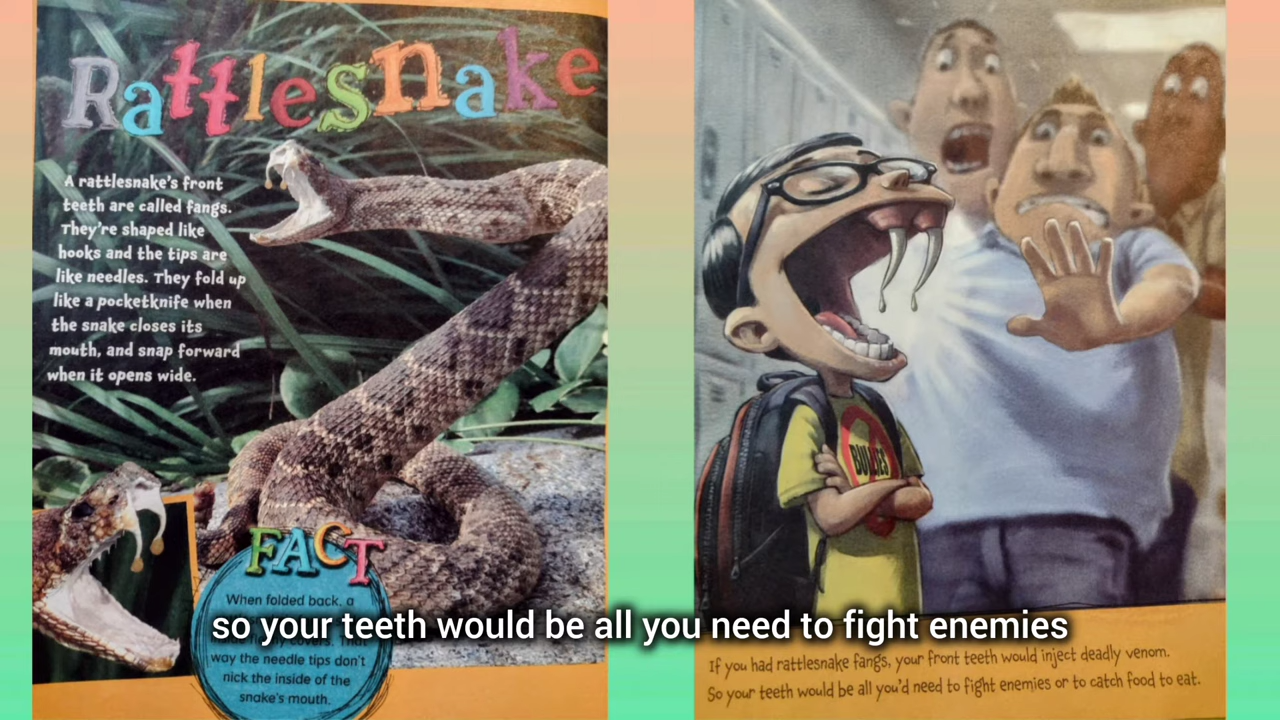 Rattlesnake
A rattlesnake's front
teeth are called fangs.
They're shaped like
hooks and the tips are
like needles. They fold up
like a pocketknife when
the snake closes its
mouth, and snap forward
when it opens wide.
FACT
When folded back, a
way the needle tips don't
nick the inside of the
snake's mouth.
BULLIES
so your teeth would be all you need to fight enemies
If you had rattlesnake fangs, your front teeth would inject deadly venom.
So your teeth would be all you'd need to fight enemies or to catch food to eat.